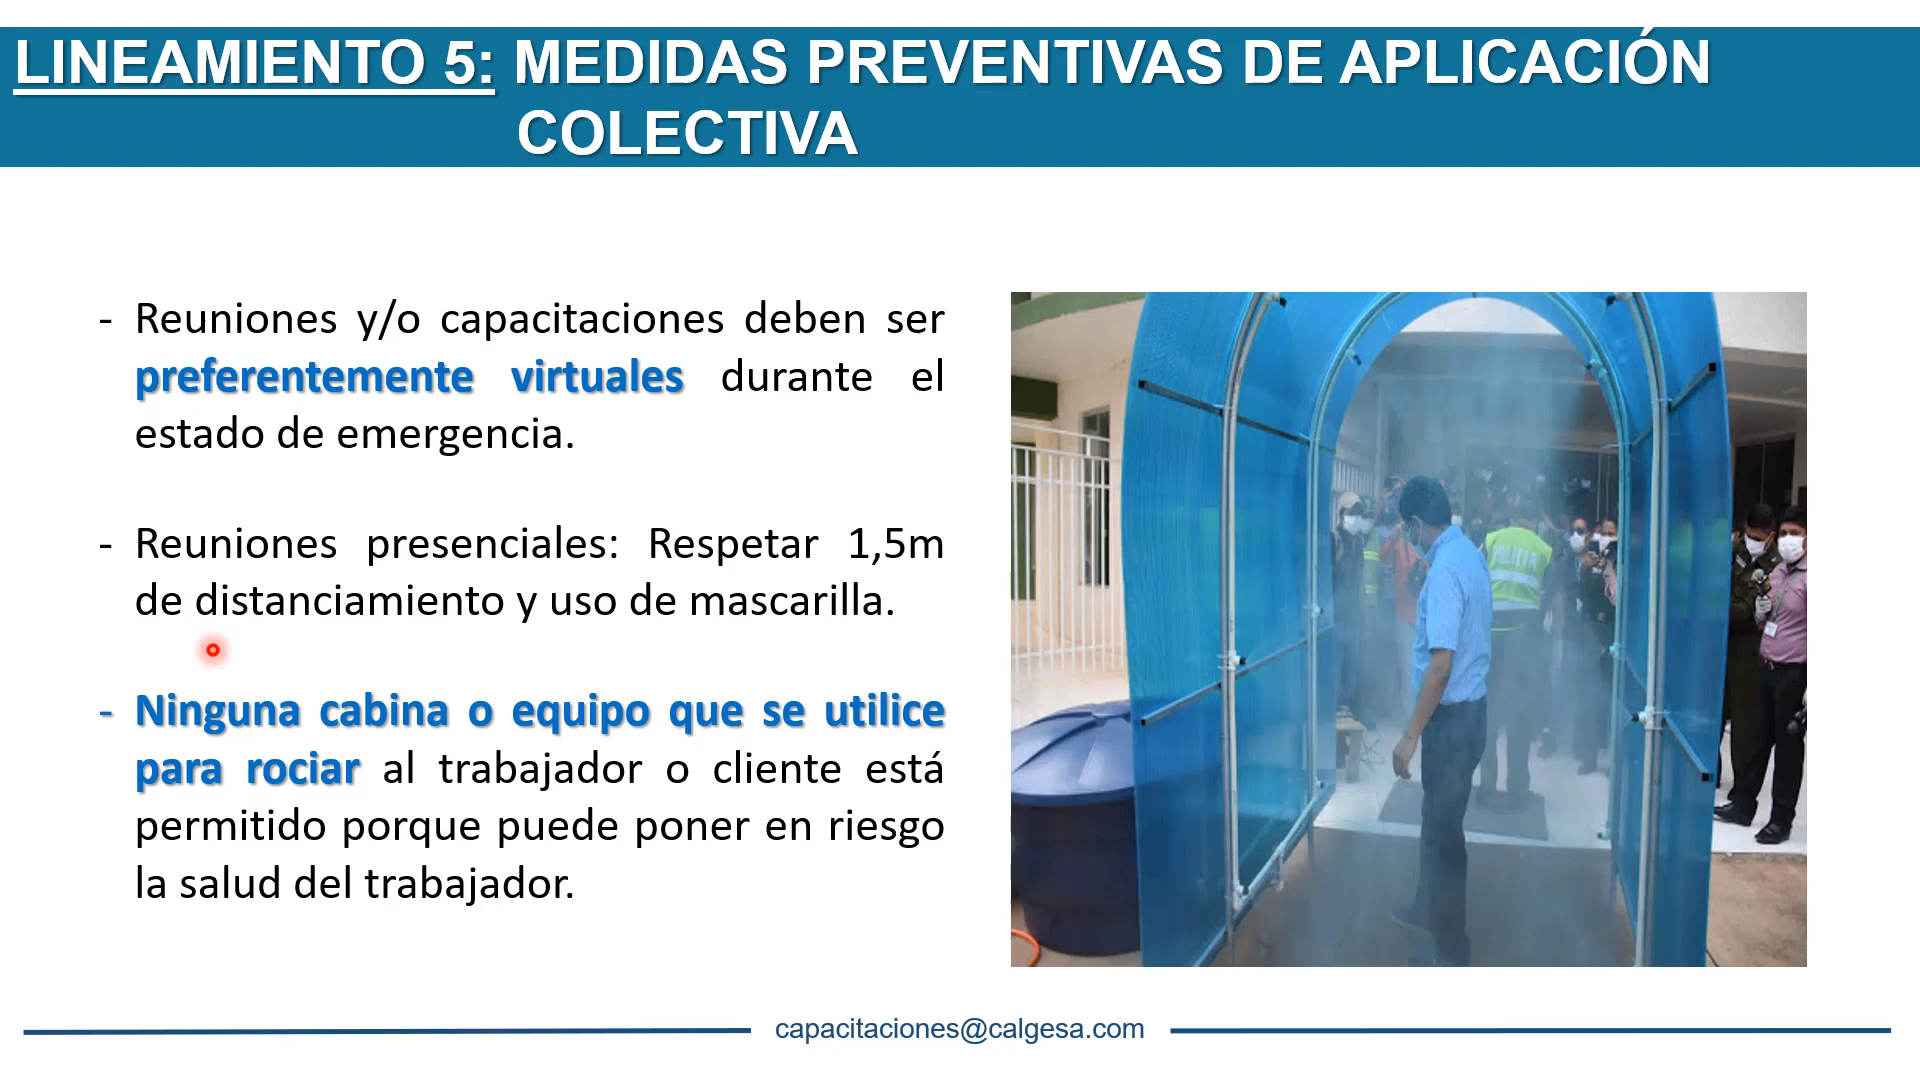 LINEAMIENTO 5: MEDIDAS PREVENTIVAS DE APLICACIÓN
COLECTIVA
- Reuniones y/o capacitaciones deben ser
preferentemente virtuales durante el
estado de emergencia.
- Reuniones presenciales: Respetar 1,5m
de distanciamiento y uso de mascarilla.
- Ninguna cabina o equipo que se utilice
para rociar al trabajador o cliente está
permitido porque puede poner en riesgo
la salud del trabajador.
POLICIA
capacitaciones@calgesa.com